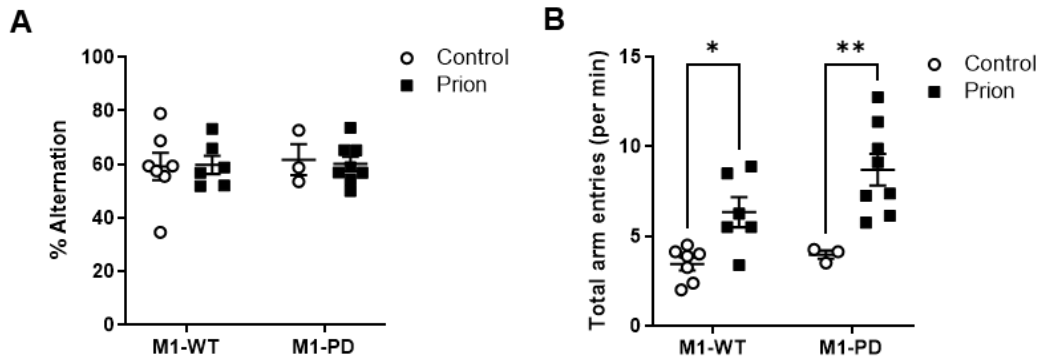 A
% Alternation
100
80
60
40
20
0
M1-WT
M1-PD
Control
Prion
B
Total arm entries (per min)
15
10
5
0
*
**
M1-WT
M1-PD
Control
Prion